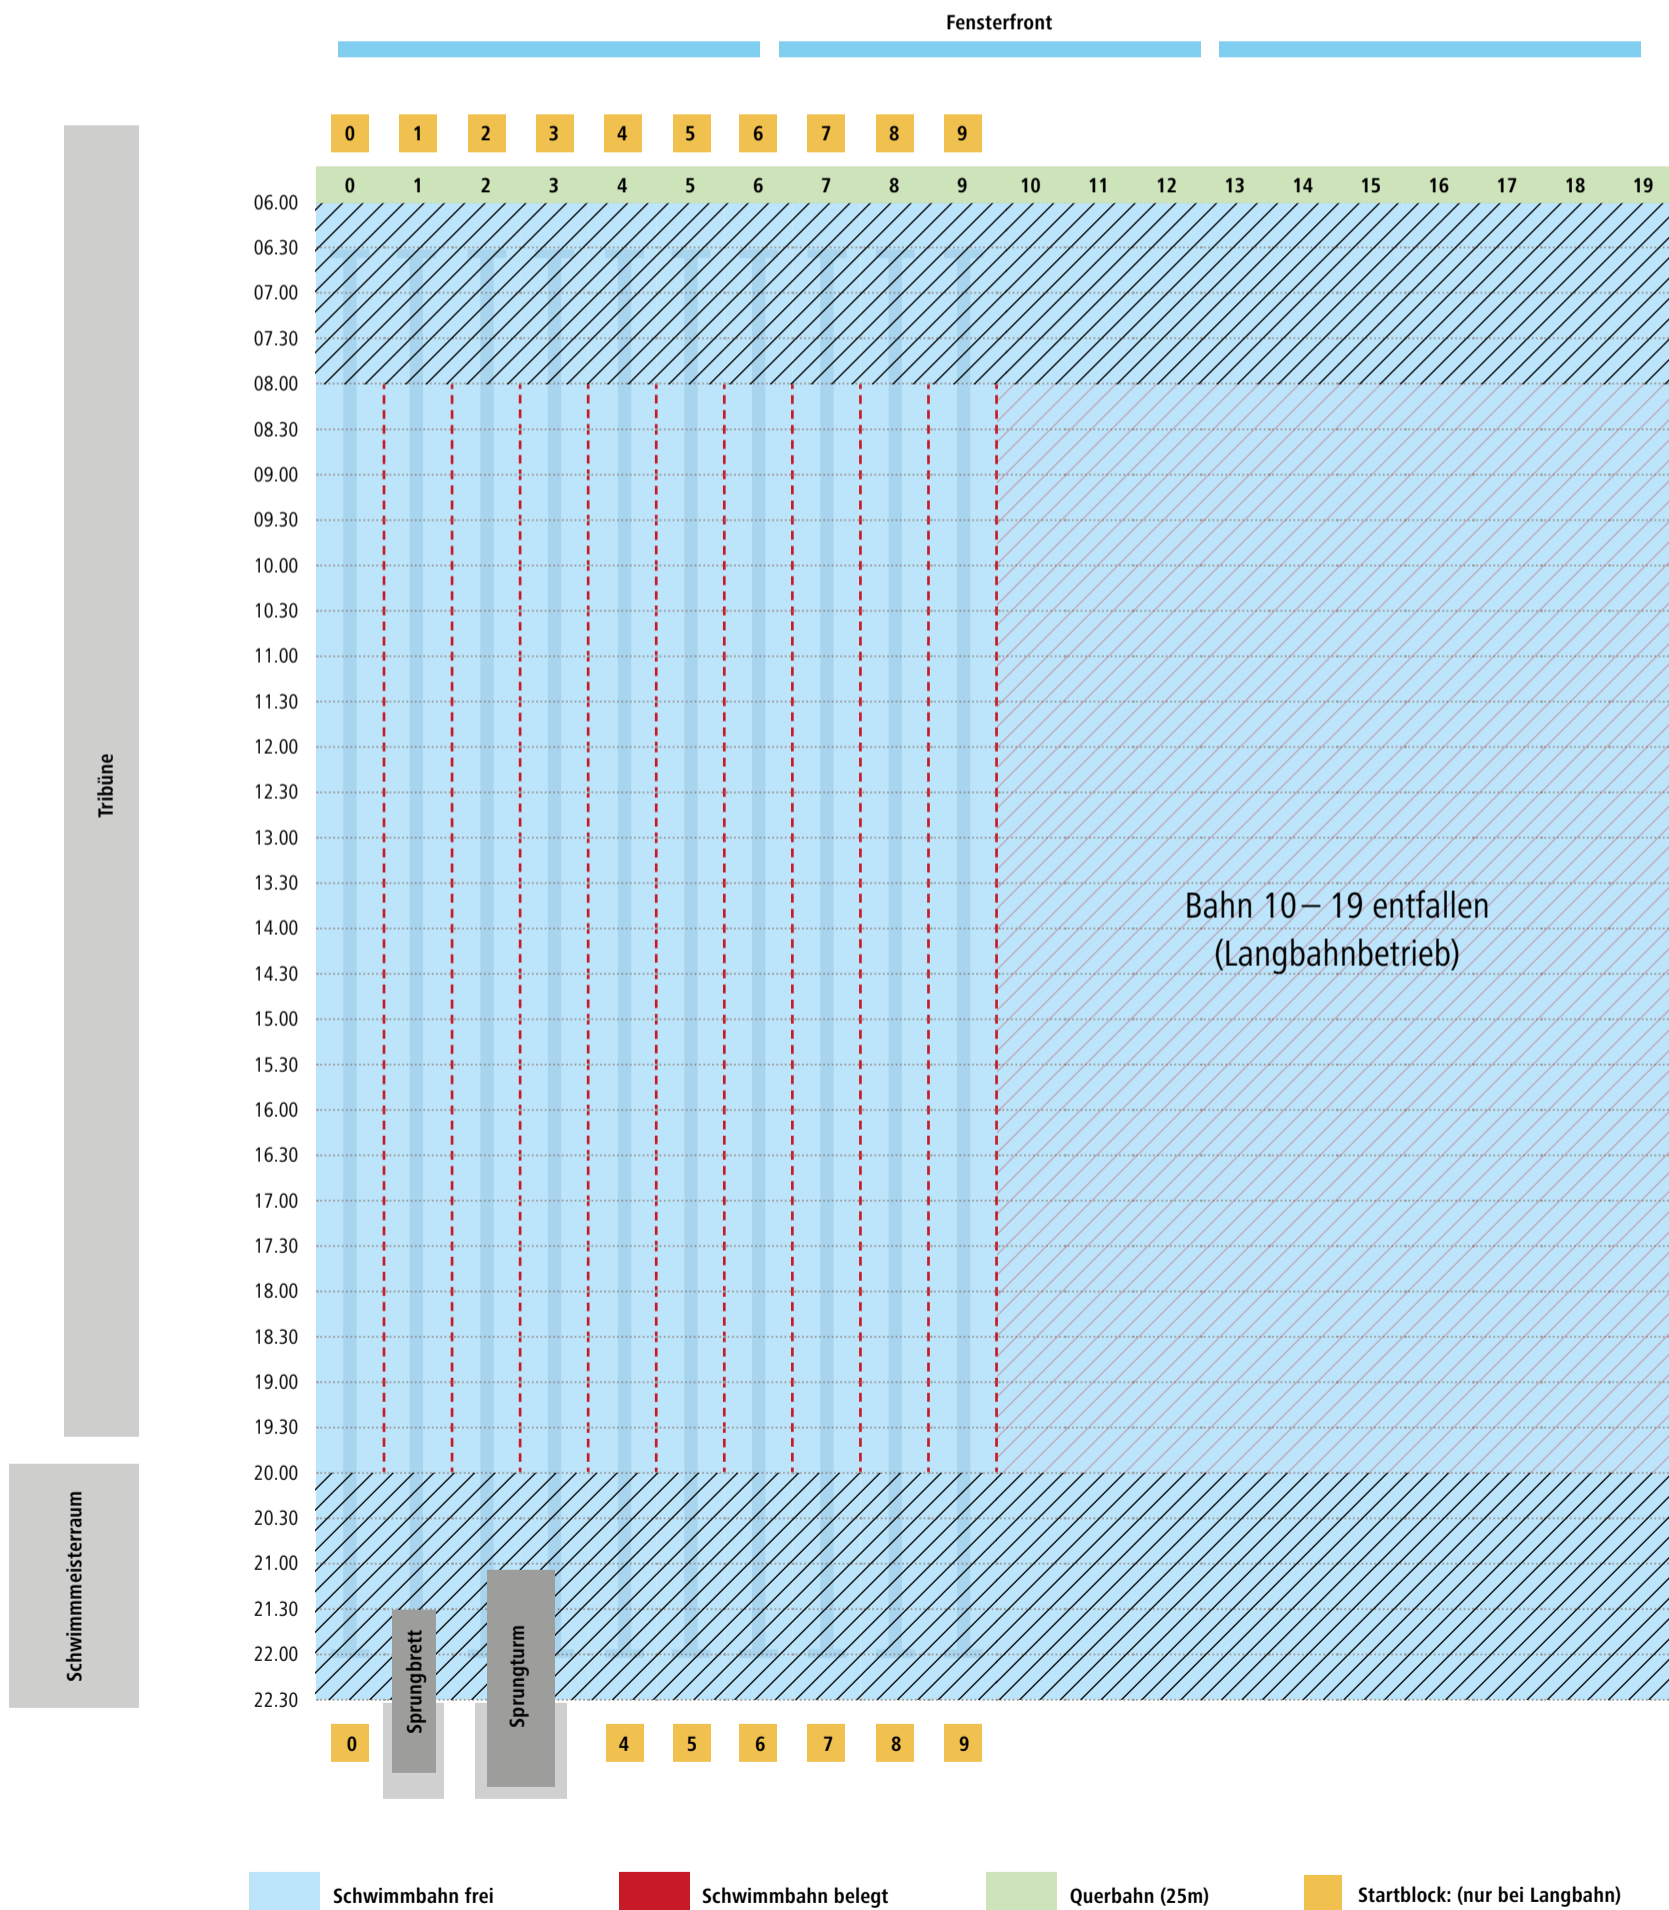 Fensterfront
0 1 2 3 4 5 6 7 8 9
0 1 2 3 4 5 6 7 8 9 10 11 12 13 14 15 16 17 18 19
06.00
06.30
07.00
07.30
08.00
08.30
09.00
09.30
10.00
10.30
11.00
11.30
12.00
12.30
13.00
13.30
14.00
14.30
15.00
15.30
16.00
16.30
17.00
17.30
18.00
18.30
19.00
19.30
20.00
20.30
21.00
21.30
22.00
22.30
Tribüne
Schwimmmeisterraum
Bahn 10 – 19 entfallen
(Langbahnbetrieb)
Sprungbrett
Sprungturm
0 4 5 6 7 8 9
Schwimmbahn frei
Schwimmbahn belegt
Querbahn (25m)
Startblock: (nur bei Langbahn)